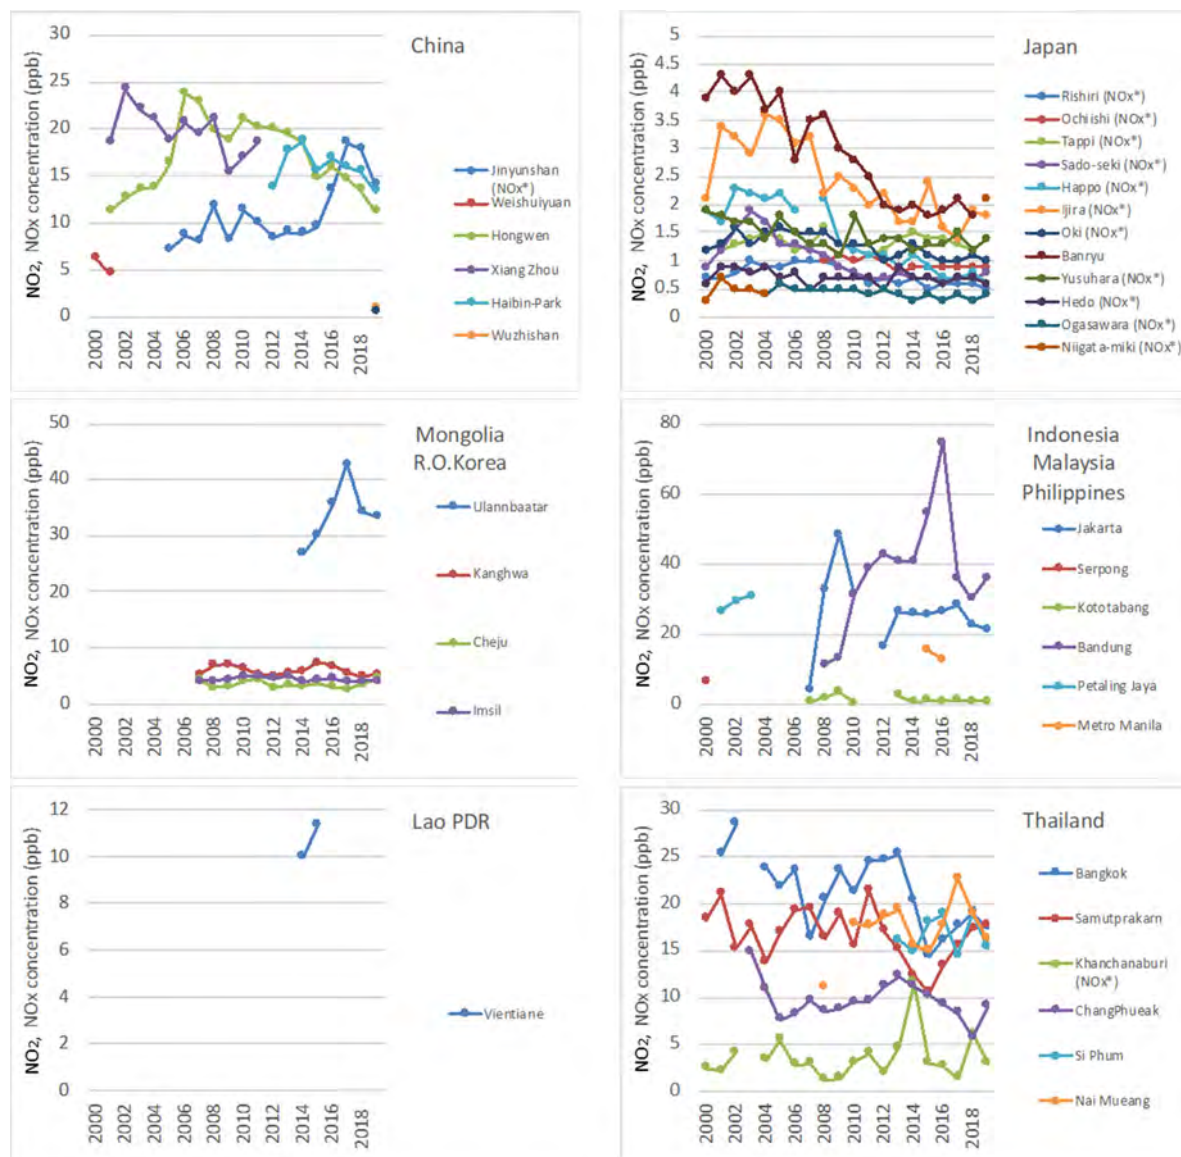 China
NO₂, NOx concentration (ppb)
30
25
20
15
10
5
0
2000
2002
2004
2006
2008
2010
2012
2014
2016
2018
Jinyunshan
(NOx*)
Weishuiyuan
Hongwen
Xiang Zhou
Haibin-Park
Wuzhishan
Japan
NO₂, NOx concentration (ppb)
5
4.5
4
3.5
3
2.5
2
1.5
1
0.5
0
2000
2002
2004
2006
2008
2010
2012
2014
2016
2018
Rishiri (NOx*)
Ochiishi (NOx*)
Tappi (NOx*)
Sado-seki (NOx*)
Happo (NOx*)
Ijira (NOx*)
Oki (NOx*)
Banryu
Yusuhara (NOx*)
Hedo (NOx*)
Ogasawara (NOx*)
Niigata-maki (NOx*)
Mongolia
R.O.Korea
NO₂, NOx concentration (ppb)
50
40
30
20
10
0
2000
2002
2004
2006
2008
2010
2012
2014
2016
2018
Ulannbaatar
Kanghwa
Cheju
Imsil
Indonesia
Malaysia
Philippines
NO₂, NOx concentration (ppb)
80
60
40
20
0
2000
2002
2004
2006
2008
2010
2012
2014
2016
2018
Jakarta
Serpong
Kototabang
Bandung
Petaling Jaya
Metro Manila
Lao PDR
NO₂, NOx concentration (ppb)
12
10
8
6
4
2
0
2000
2002
2004
2006
2008
2010
2012
2014
2016
2018
Vientiane
Thailand
NO₂, NOx concentration (ppb)
30
25
20
15
10
5
0
2000
2002
2004
2006
2008
2010
2012
2014
2016
2018
Bangkok
Samutprakarn
Khanchanaburi
(NOx*)
ChangPhueak
Si Phum
Nai Mueang